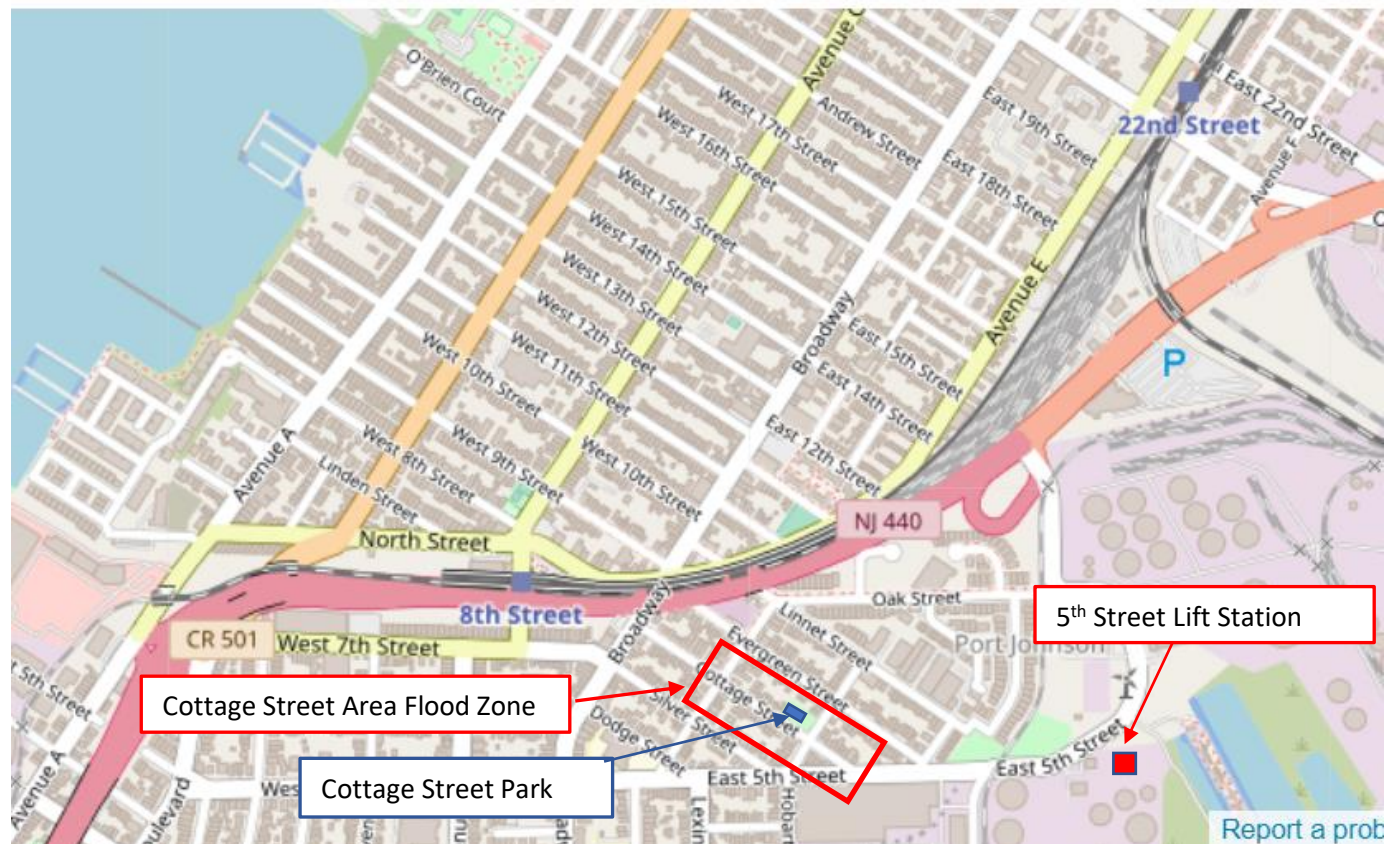 O'Brien Court
Avenue C
West 17th Street
Andrew Street
West 16th Street
East 19th Street
East 22nd Street
22nd Street
Avenue F
East 18th Street
West 15th Street
West 14th Street
West 13th Street
West 12th Street
West 11th Street
West 10th Street
Broadway
Avenue E
East 15th Street
East 14th Street
P
Avenue A
West 8th Street
West 9th Street
West 10th Street
East 12th Street
Linden Street
North Street
NJ 440
8th Street
Broadway
Oak Street
5th Street Lift Station
CR 501
West 7th Street
Linnet Street
Evergreen Street
Port Johnson
5th Street
Cottage Street Area Flood Zone
Cottage Street
Silver Street
Dodge Street
East 5th Street
East 5th Street
Cottage Street Park
Avenue A
Report a prob